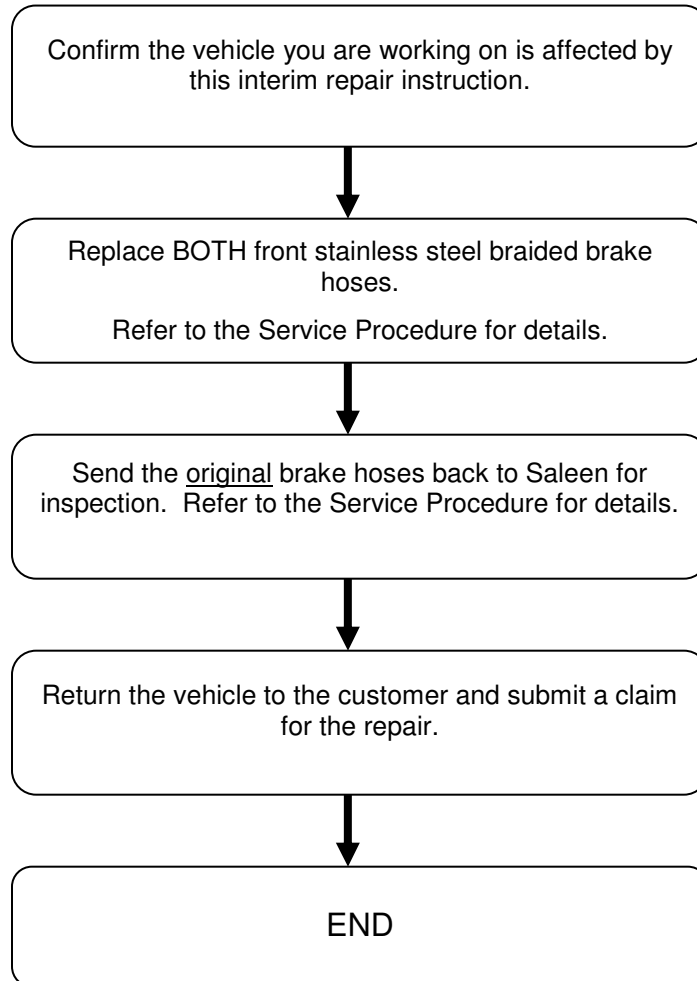 Confirm the vehicle you are working on is affected by
this interim repair instruction.
Replace BOTH front stainless steel braided brake
hoses.
Refer to the Service Procedure for details.
Send the original brake hoses back to Saleen for
inspection.  Refer to the Service Procedure for details.
Return the vehicle to the customer and submit a claim
for the repair.
END